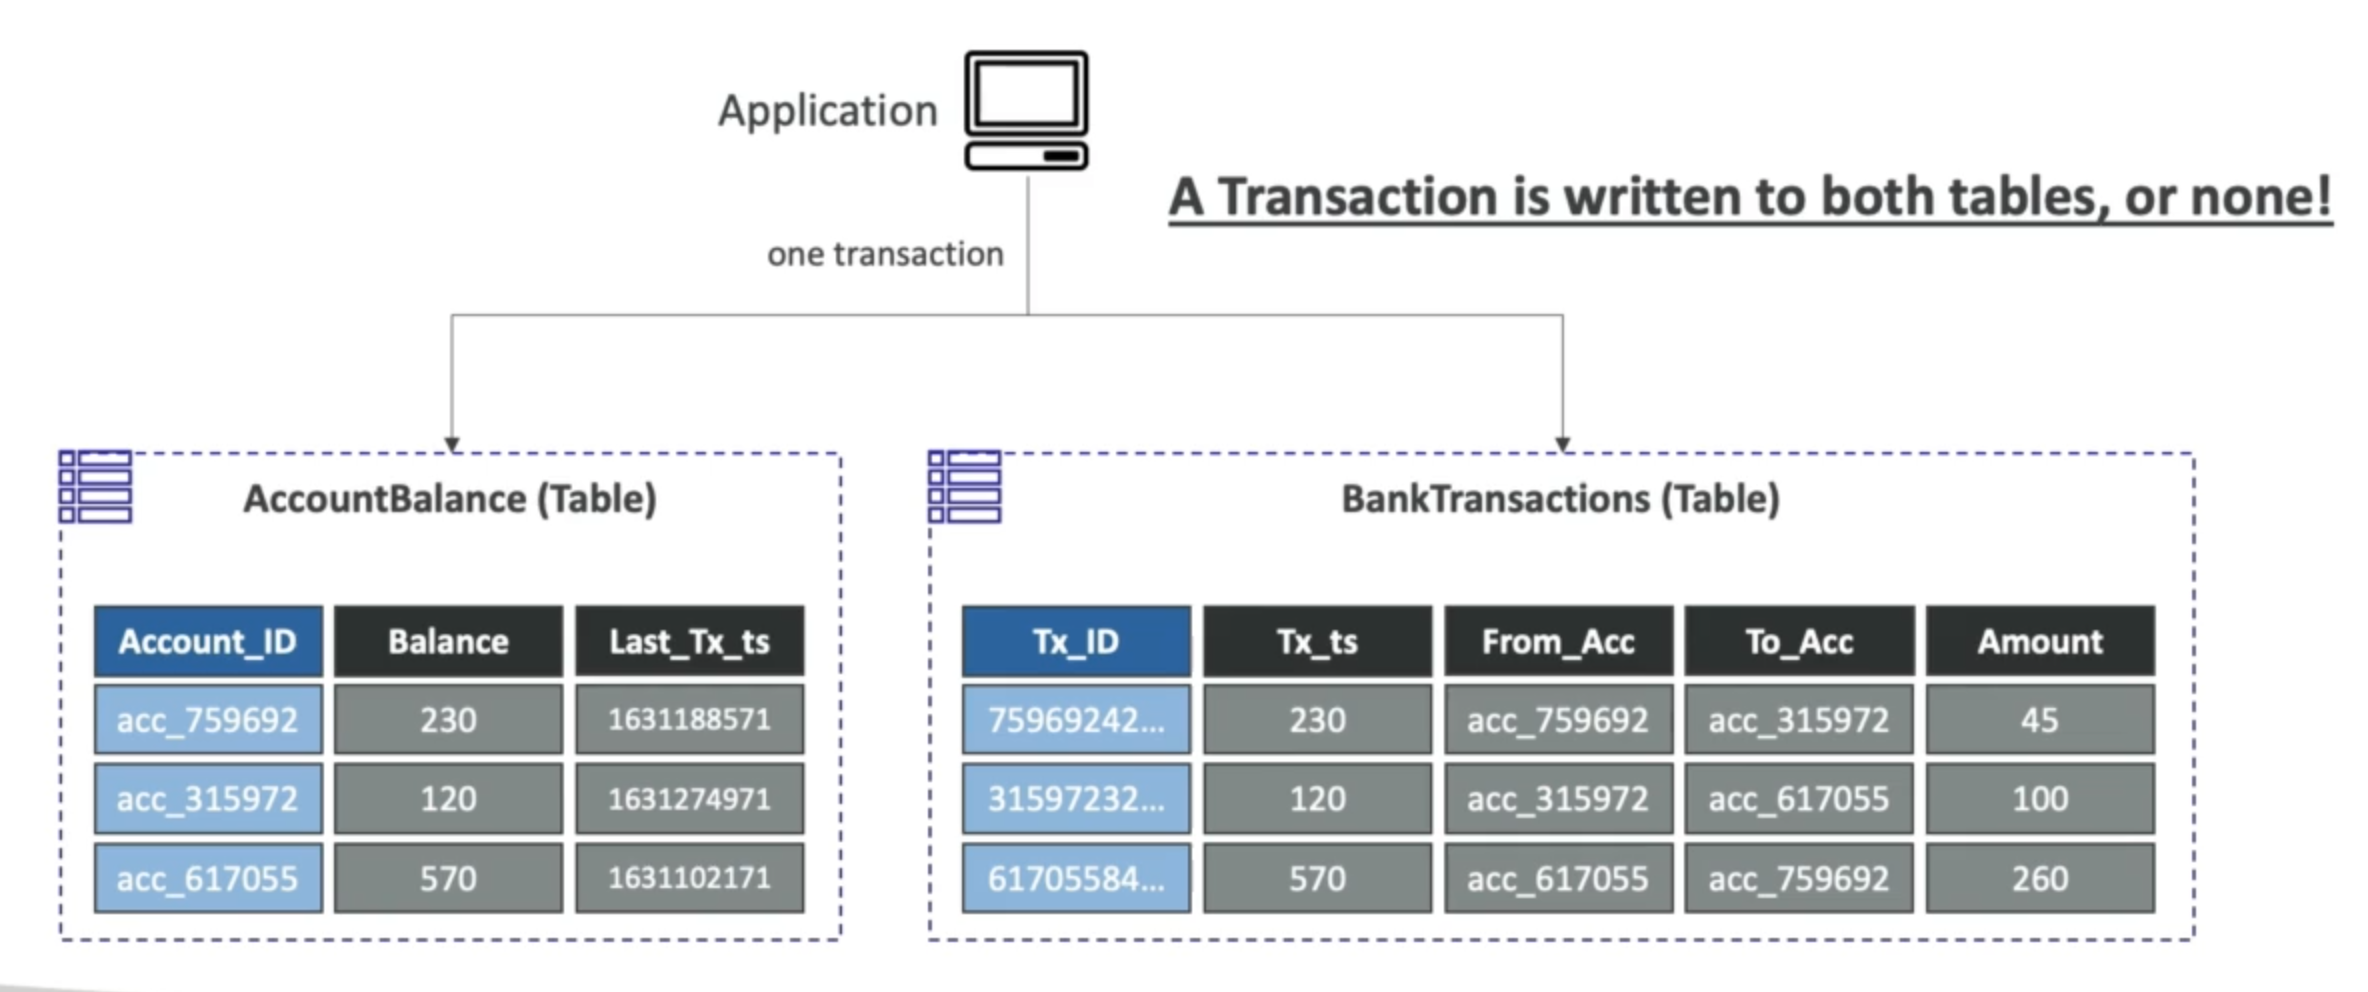 Application
A Transaction is written to both tables, or none!
one transaction
AccountBalance (Table)
Account_ID Balance Last_Tx_ts
acc_759692 230 1631188571
acc_315972 120 1631274971
acc_617055 570 1631102171
BankTransactions (Table)
Tx_ID Tx_ts From_Acc To_Acc Amount
75969242... 230 acc_759692 acc_315972 45
31597232... 120 acc_315972 acc_617055 100
61705584... 570 acc_617055 acc_759692 260